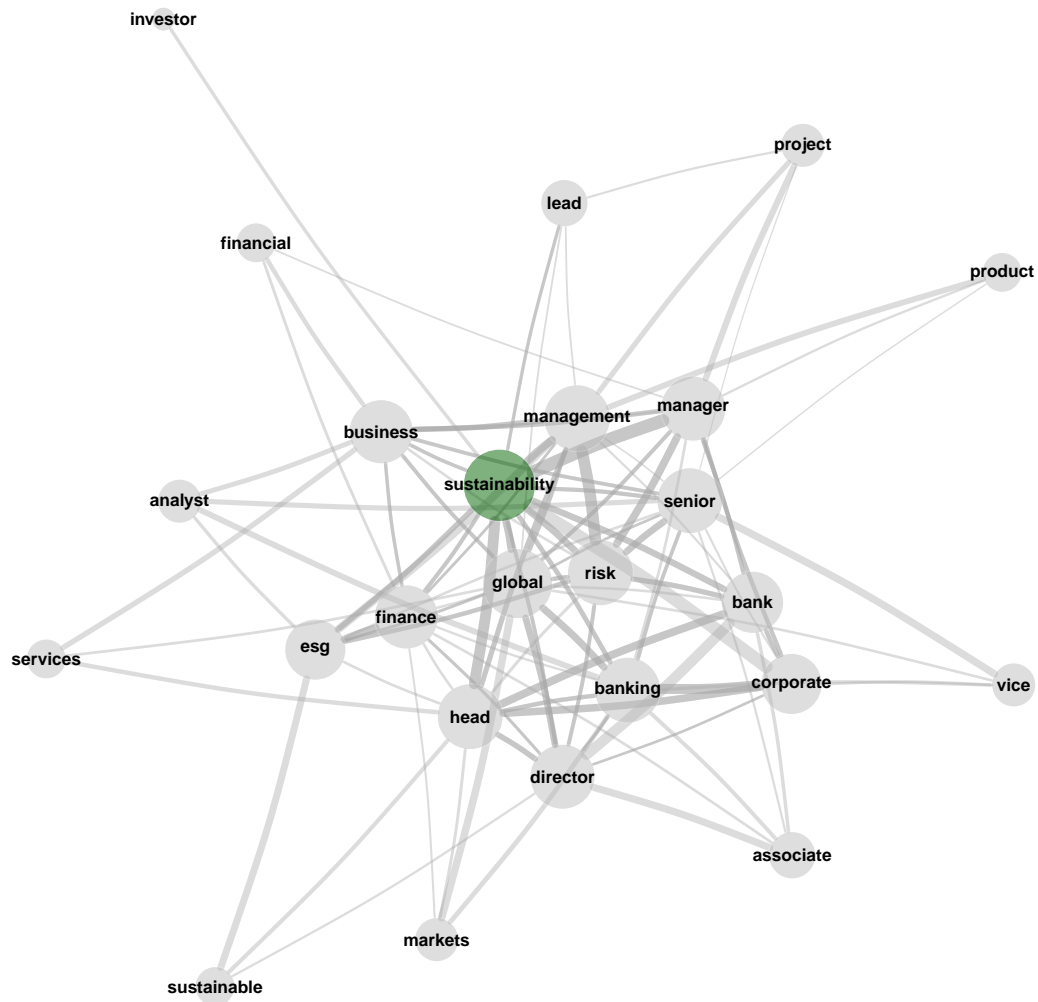 investor
project
lead
financial
product
manager
management
business
sustainability
analyst
senior
risk
global
bank
finance
esg
services
corporate
vice
banking
head
director
associate
markets
sustainable